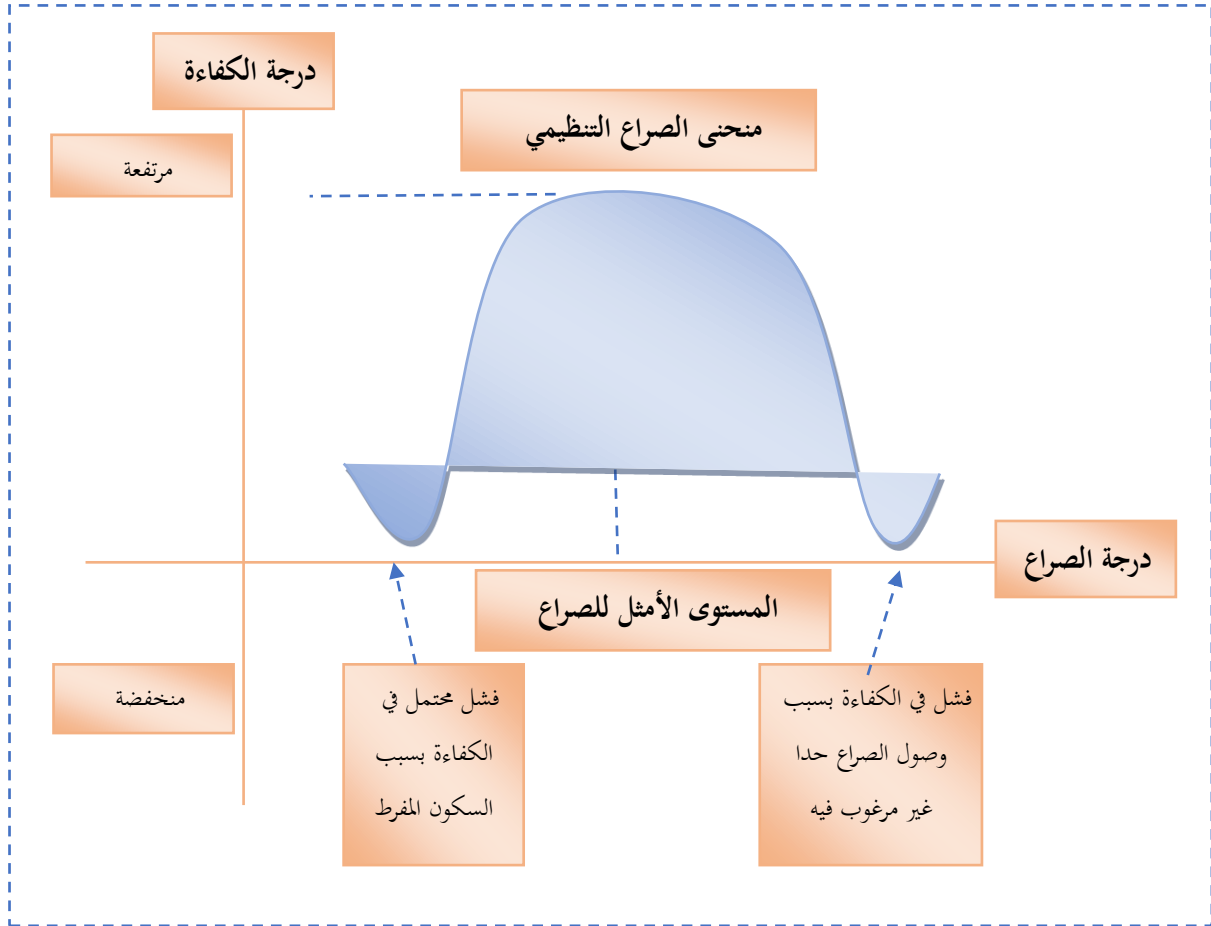 درجة الكفاءة
منحنى الصراع التنظيمي
مرتفعة
درجة الصراع
المستوى الأمثل للصراع
منخفضة
فشل في الكفاءة بسبب
وصول الصراع حدا
غير مرغوب فيه
فشل محتمل في
الكفاءة بسبب
السكون المفرط